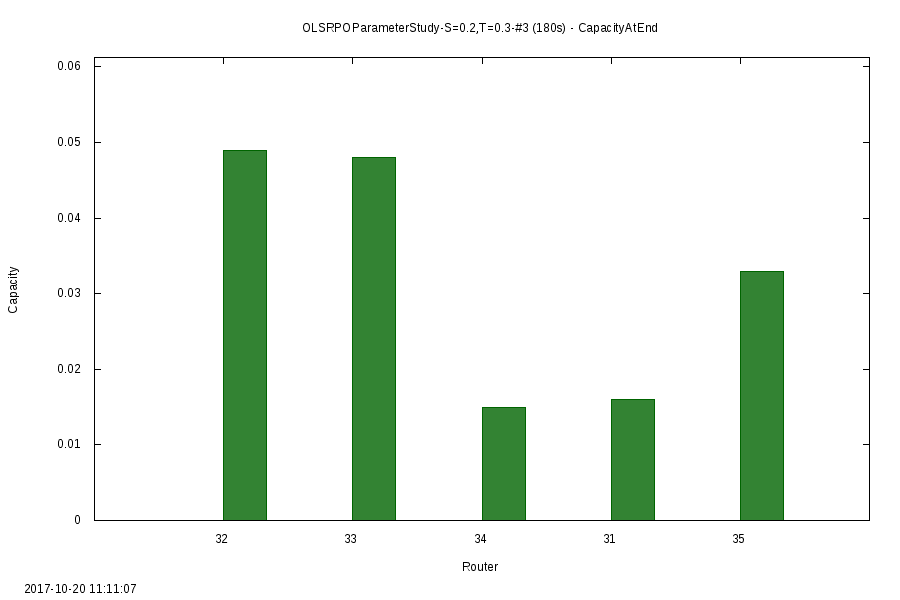 OLSRPOParameterStudy-S=0.2,T=0.3-#3 (180s) - CapacityAtEnd
0.06
0.05
0.04
0.03
0.02
0.01
0
Capacity
32 33 34 31 35
Router
2017-10-20 11:11:07